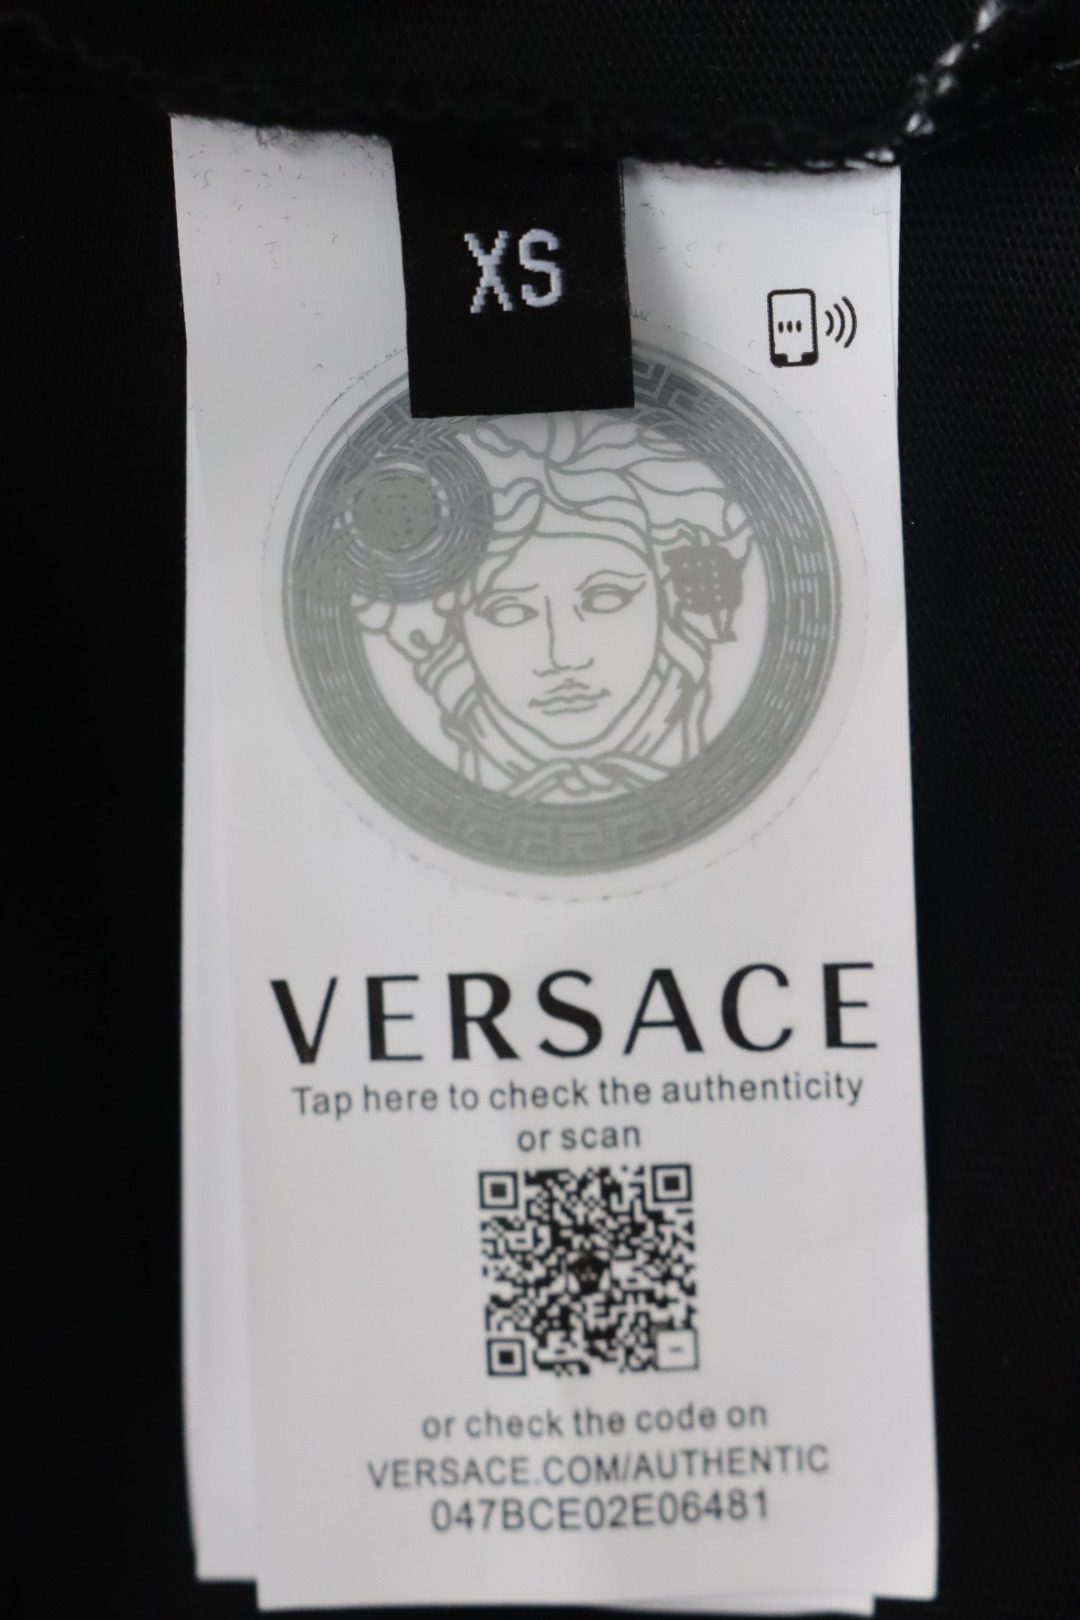 XS
VERSACE
Tap here to check the authenticity
or scan
or check the code on
VERSACE.COM/AUTHENTIC
047BCE02E06481